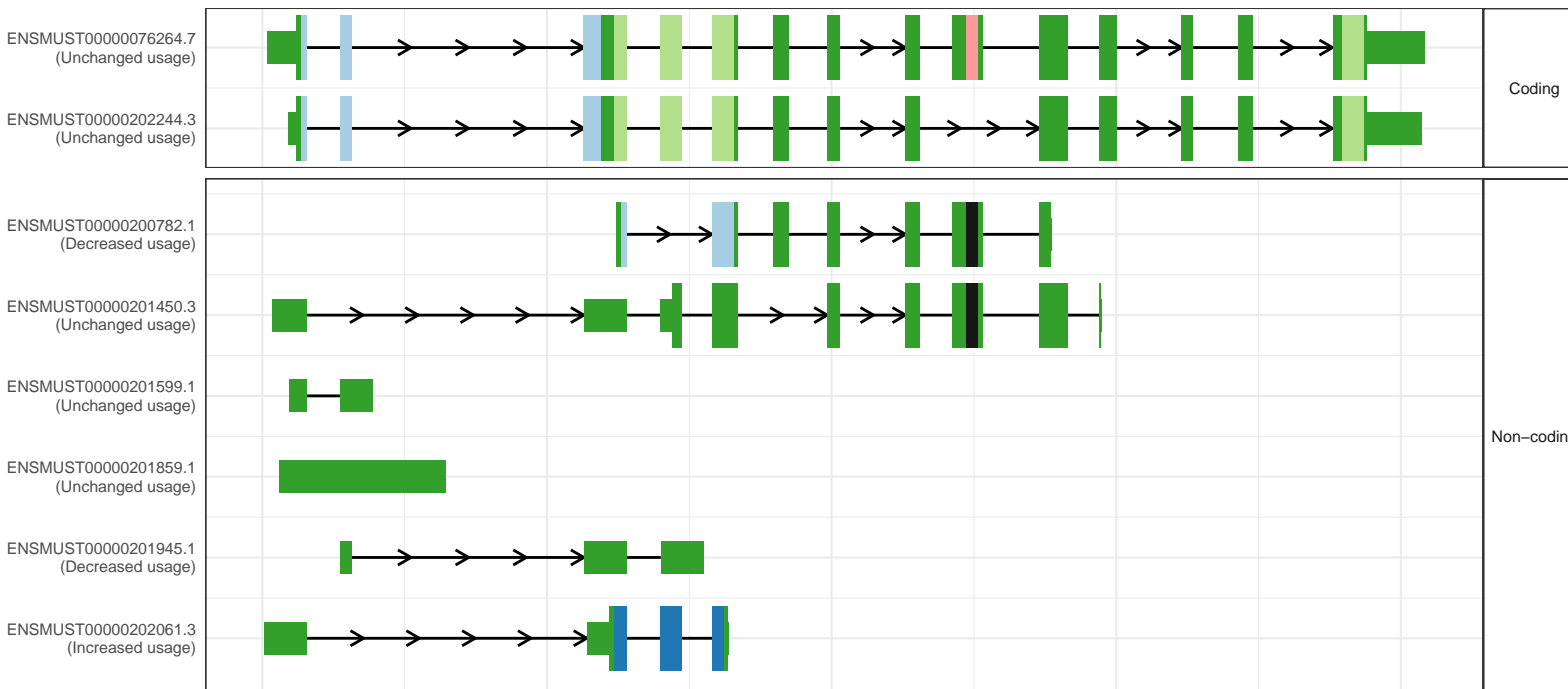 ENSMUST00000076264.7
(Unchanged usage)
ENSMUST00000202244.3
(Unchanged usage)
Coding
ENSMUST00000200782.1
(Decreased usage)
ENSMUST00000201450.3
(Unchanged usage)
ENSMUST00000201599.1
(Unchanged usage)
Non−codin
ENSMUST00000201859.1
(Unchanged usage)
ENSMUST00000201945.1
(Decreased usage)
ENSMUST00000202061.3
(Increased usage)